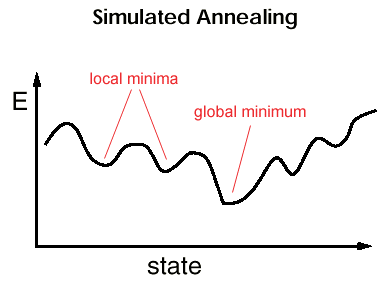 Simulated Annealing
local minima
E
global minimum
state